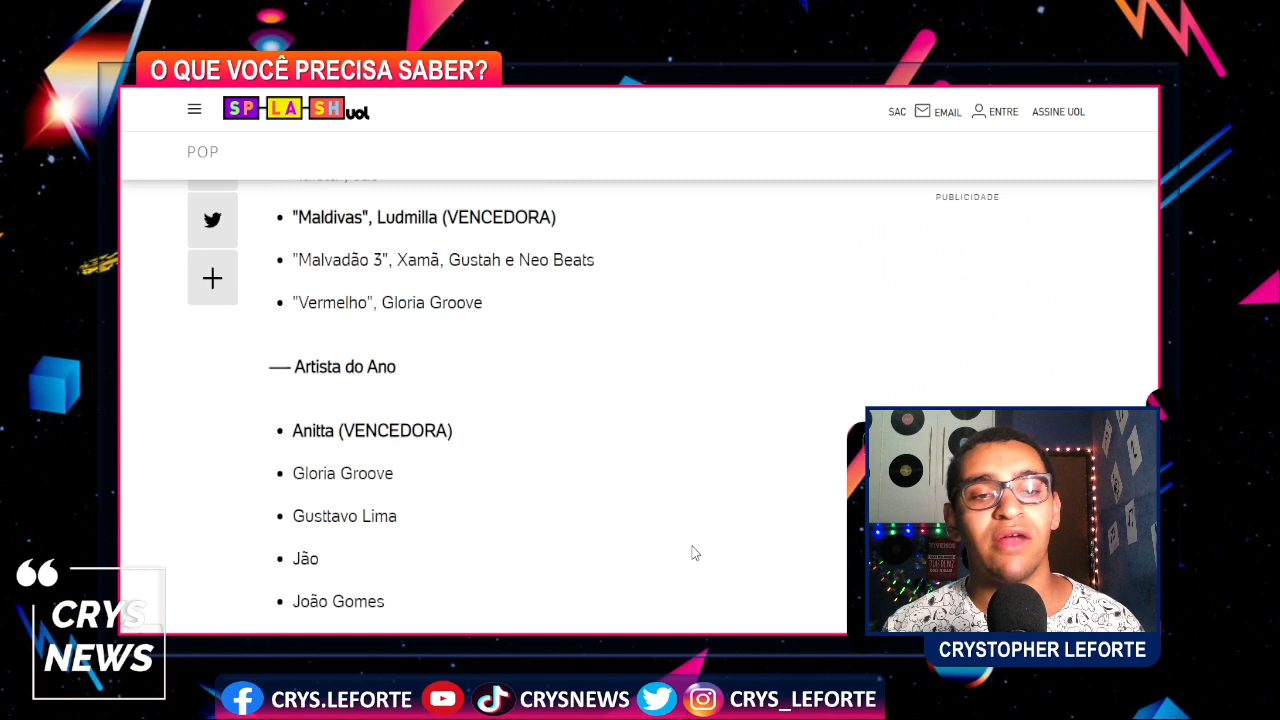 O QUE VOCÊ PRECISA SABER?
SPLASH uol
SAC EMAIL ENTRE ASSINE UOL
POP
PUBLICIDADE
• "Maldivas", Ludmilla (VENCEDORA)
• "Malvadão 3", Xamã, Gustah e Neo Beats
• "Vermelho", Gloria Groove
— Artista do Ano
• Anitta (VENCEDORA)
• Gloria Groove
• Gusttavo Lima
• Jão
• João Gomes
CRYS
NEWS
CRYSTOPHER LEFORTE
CRYS.LEFORTE CRYSNEWS CRYS_LEFORTE